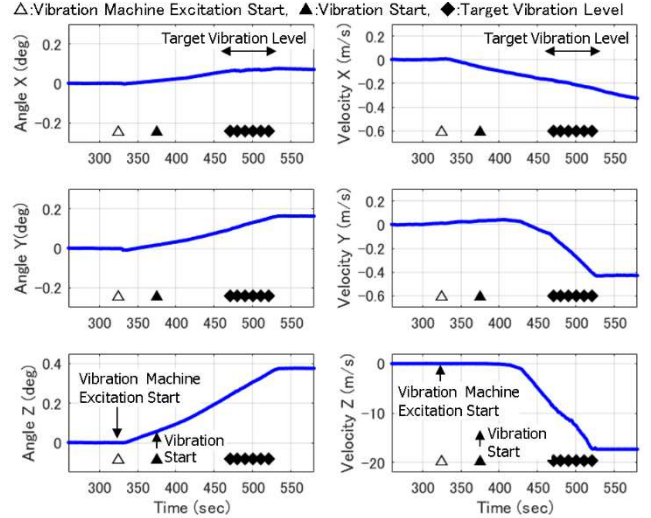 △:Vibration Machine Excitation Start, ▲:Vibration Start, ◆:Target Vibration Level
Angle X (deg)
0.2
0
-0.2
Target Vibration Level
300 350 400 450 500 550
Velocity X (m/s)
0.2
0
-0.2
-0.4
-0.6
Target Vibration Level
300 350 400 450 500 550
Angle Y(deg)
0.2
0
-0.2
300 350 400 450 500 550
Velocity Y (m/s)
0.2
0
-0.2
-0.4
-0.6
300 350 400 450 500 550
Angle Z (deg)
0.4
0.2
0
Vibration Machine
Excitation Start
Vibration
Start
300 350 400 450 500 550
Time (sec)
Velocity Z (m/s)
0
-10
-20
Vibration Machine
Excitation Start
Vibration
Start
300 350 400 450 500 550
Time (sec)